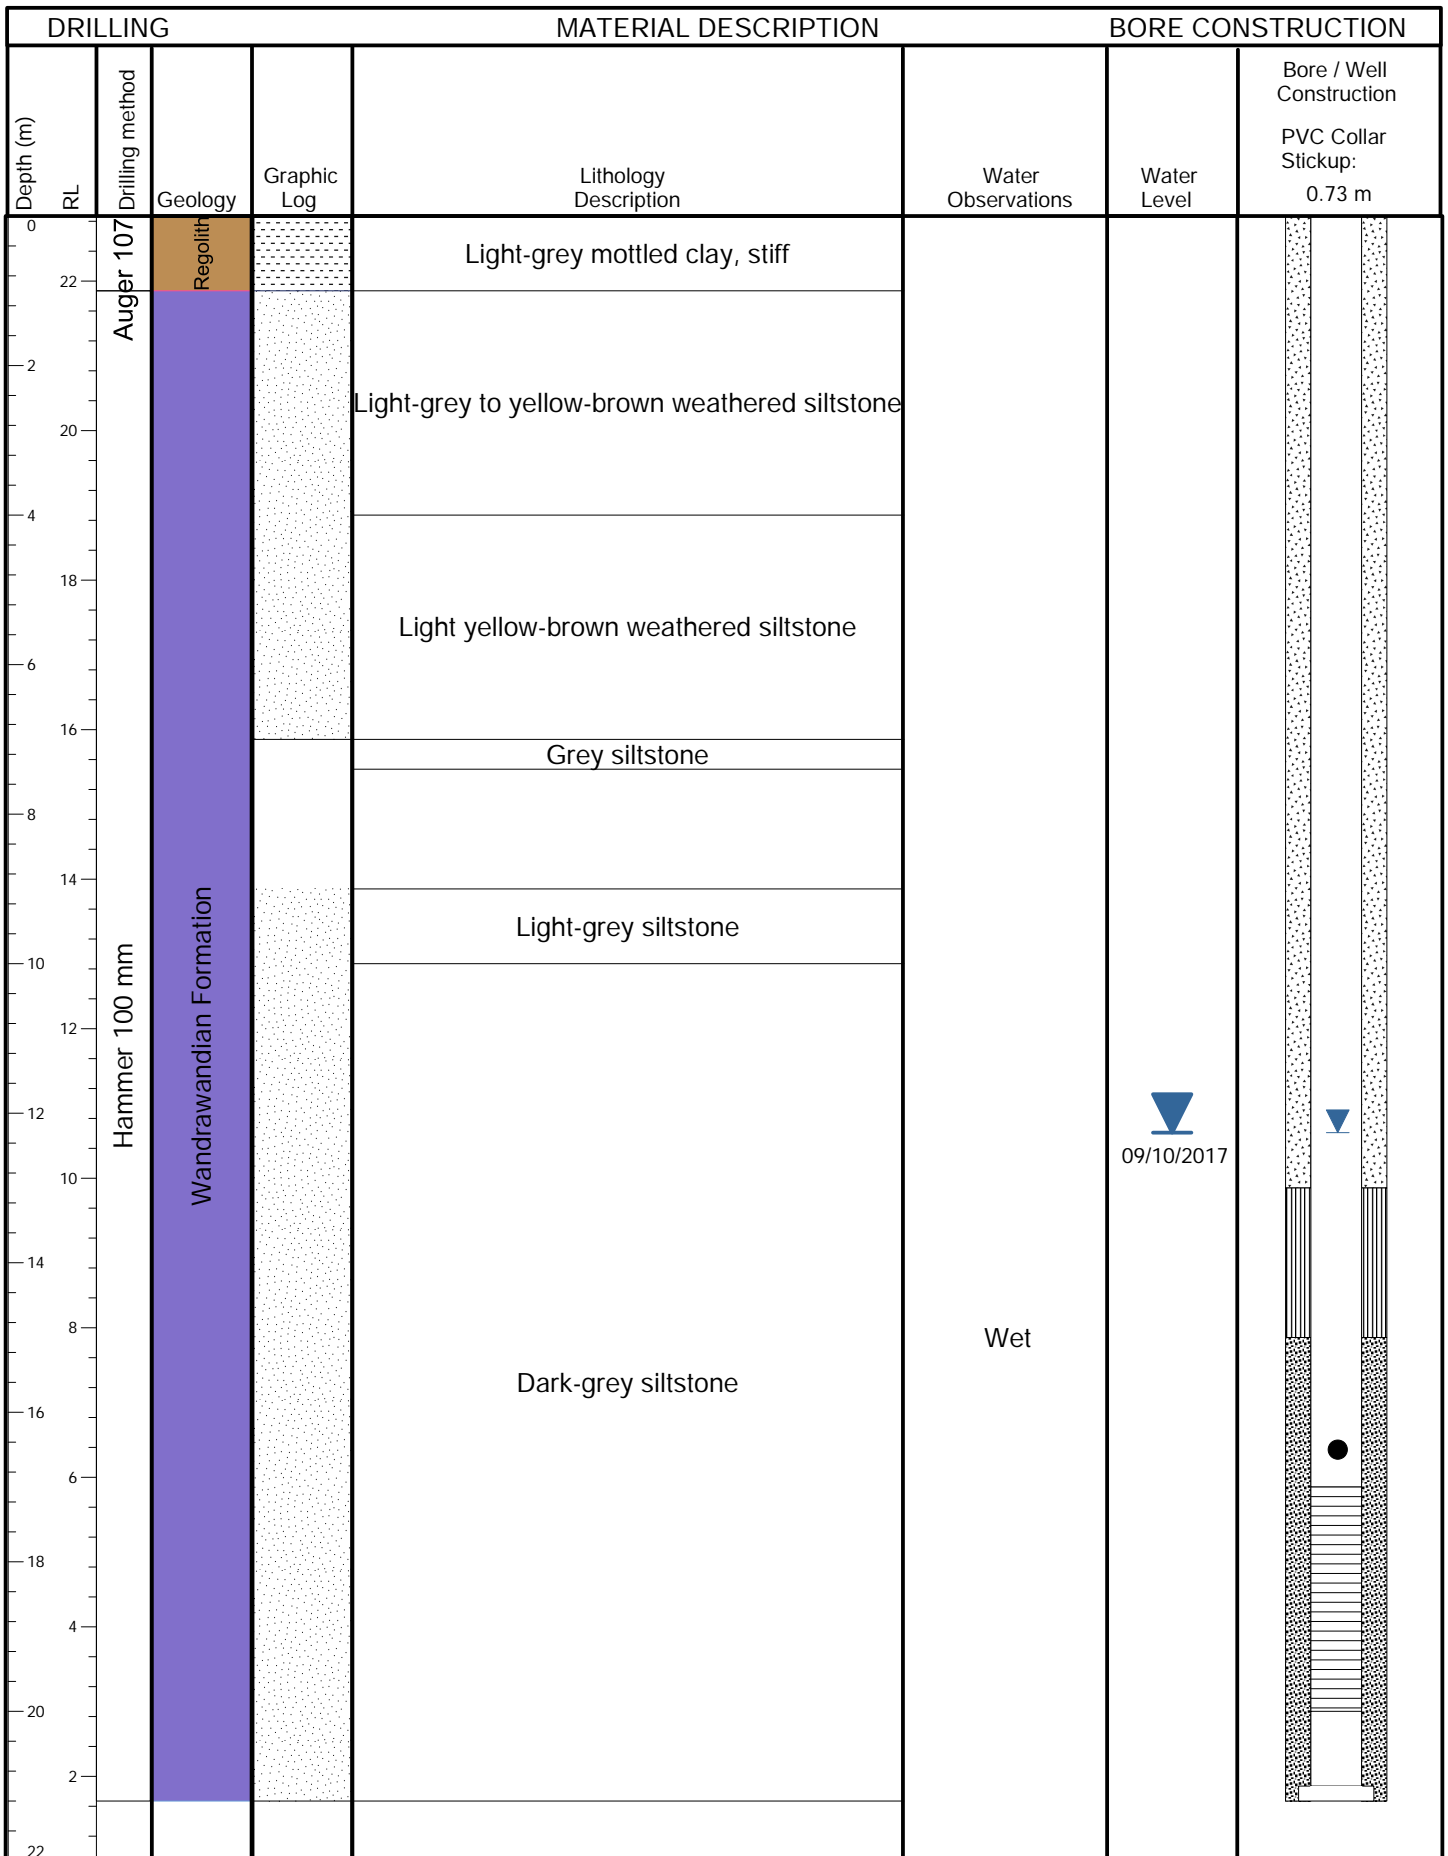 DRILLING MATERIAL DESCRIPTION BORE CONSTRUCTION
Depth (m)
RL
Drilling method
Geology
Graphic
Log
Lithology
Description
Water
Observations
Water
Level
Bore / Well
Construction
PVC Collar
Stickup:
0.73 m
0
2
4
6
8
10
12
14
16
18
20
22
22
20
18
16
14
12
10
8
6
4
2
Auger 107
Hammer 100 mm
Regolith
Wandrawandian Formation
Light-grey mottled clay, stiff
Light-grey to yellow-brown weathered siltstone
Light yellow-brown weathered siltstone
Grey siltstone
Light-grey siltstone
Dark-grey siltstone
Wet
09/10/2017